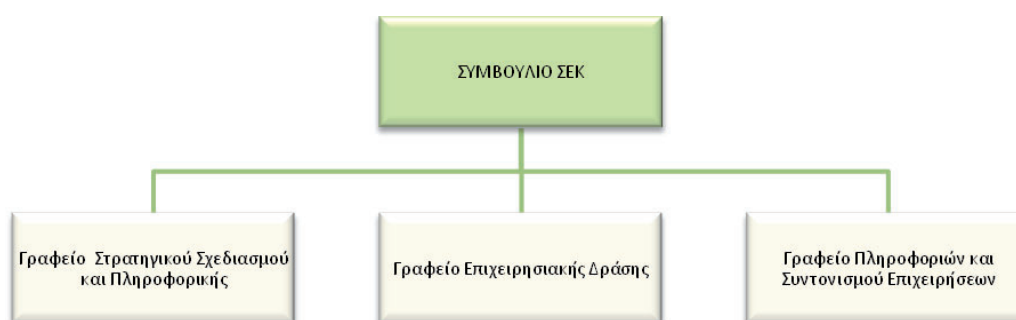 ΣΥΜΒΟΥΛΙΟ ΣΕΚ
Γραφείο Στρατηγικού Σχεδιασμού
και Πληροφορικής
Γραφείο Επιχειρησιακής Δράσης
Γραφείο Πληροφοριών και
Συντονισμού Επιχειρήσεων